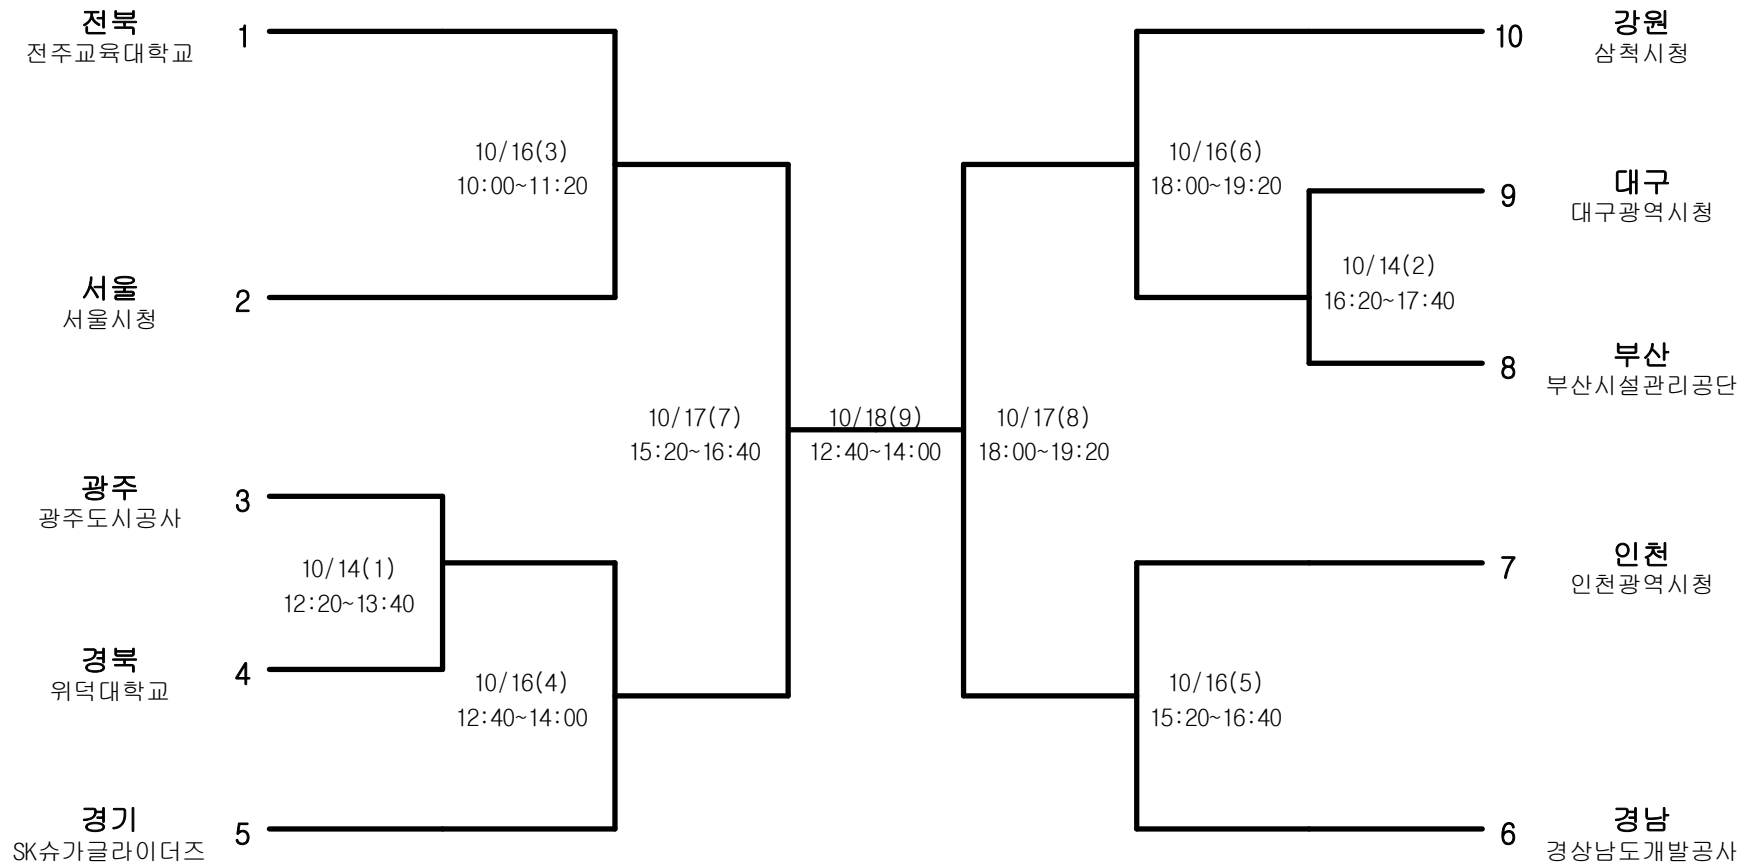 전북
전주교육대학교
1
10/16(3)
10:00~11:20
서울
서울시청
2
광주
광주도시공사
3
10/14(1)
12:20~13:40
경북
위덕대학교
4
10/16(4)
12:40~14:00
경기
SK슈가글라이더즈
5
10/17(7)
15:20~16:40
10/18(9)
12:40~14:00
10/17(8)
18:00~19:20
10
강원
삼척시청
10/16(6)
18:00~19:20
9
대구
대구광역시청
10/14(2)
16:20~17:40
8
부산
부산시설관리공단
7
인천
인천광역시청
10/16(5)
15:20~16:40
6
경남
경상남도개발공사